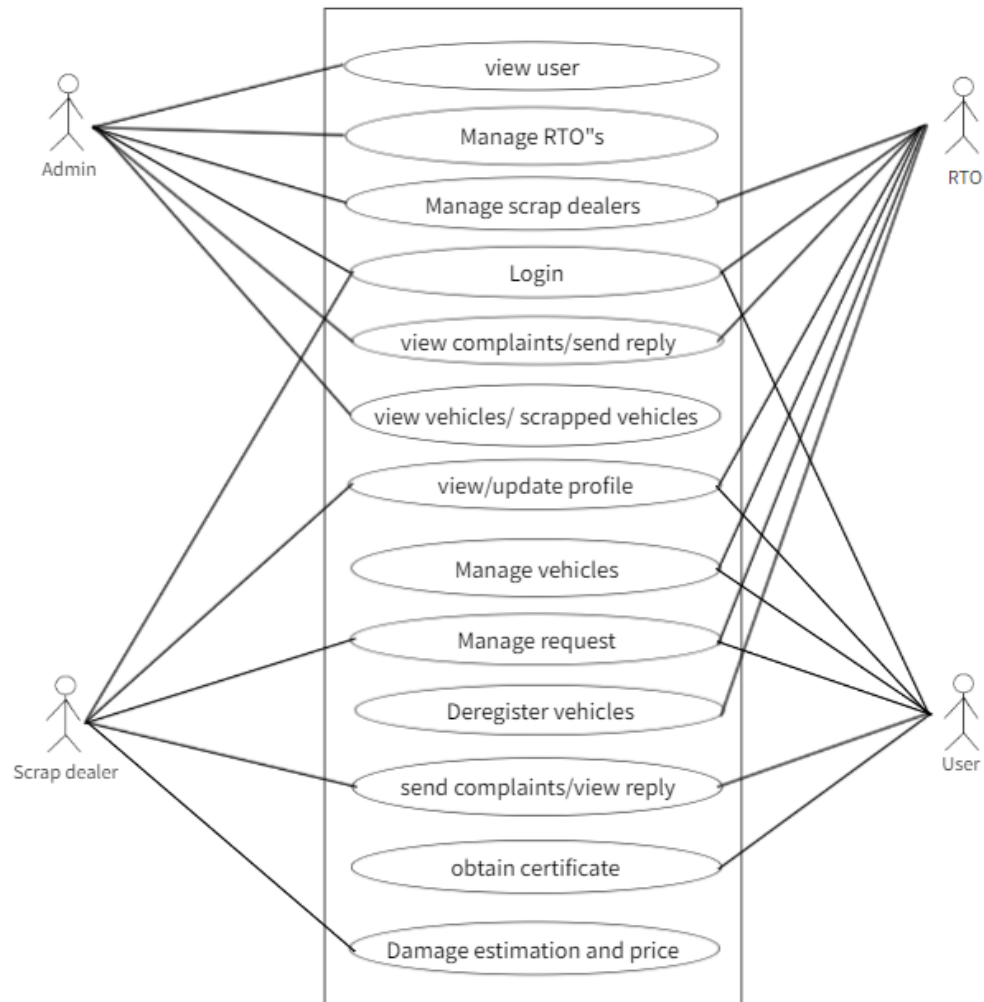 view user
Admin
Manage RTO"s
RTO
Manage scrap dealers
Login
view complaints/send reply
view vehicles/ scrapped vehicles
view/update profile
Manage vehicles
Manage request
Deregister vehicles
Scrap dealer
User
send complaints/view reply
obtain certificate
Damage estimation and price